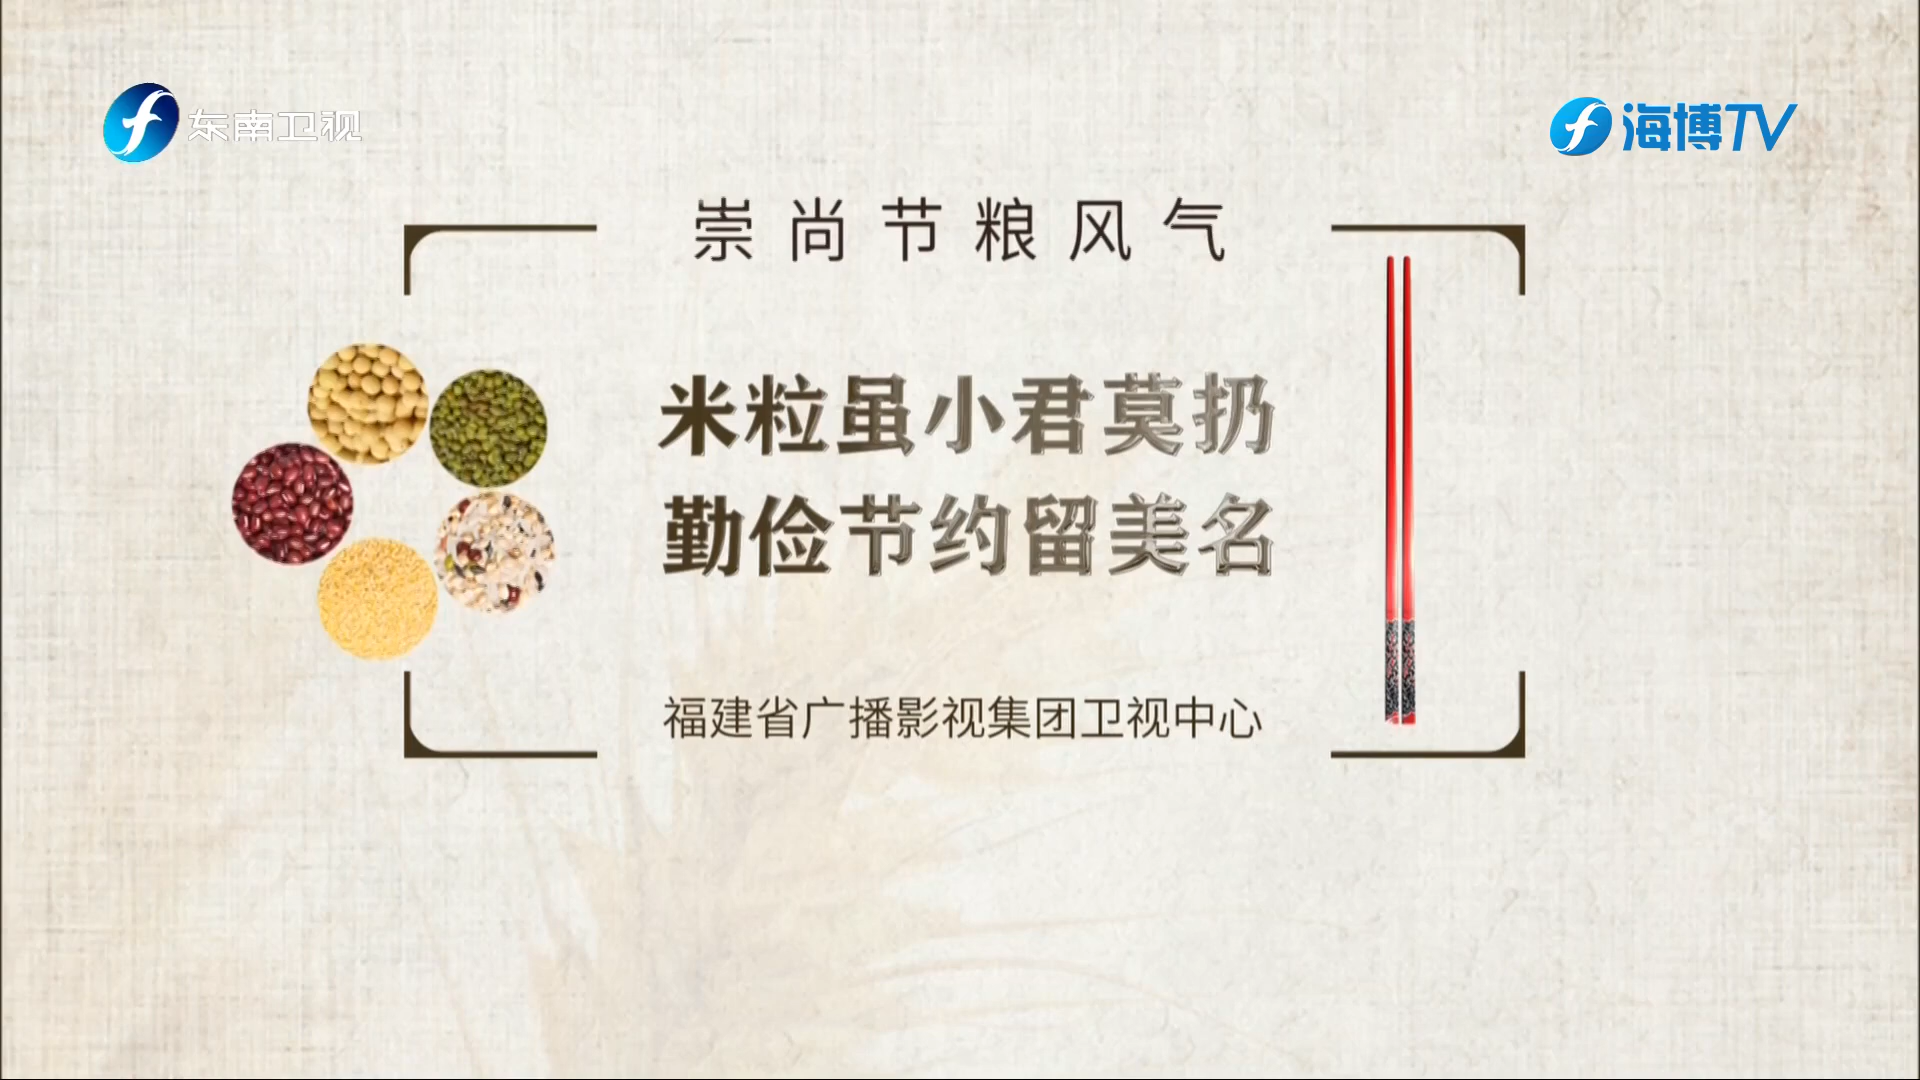 东南卫视
海博TV
崇尚节粮风气
米粒虽小君莫扔
勤俭节约留美名
福建省广播影视集团卫视中心